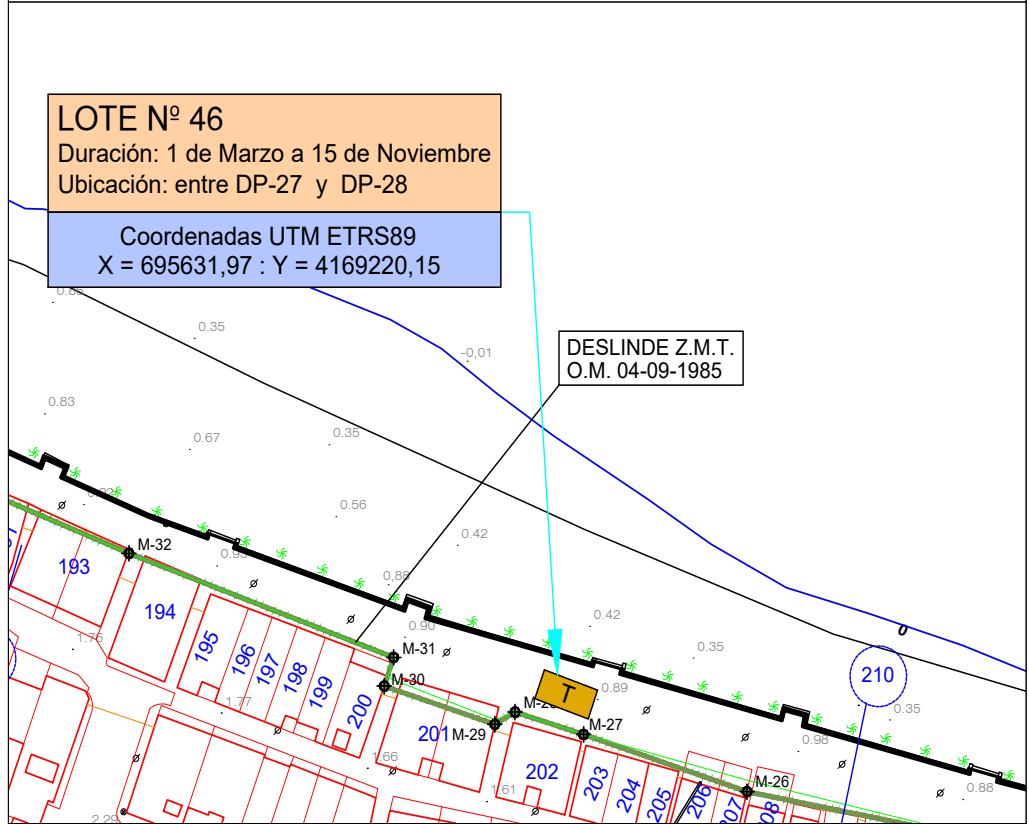 LOTE Nº 46
Duración: 1 de Marzo a 15 de Noviembre
Ubicación: entre DP-27 y DP-28
Coordenadas UTM ETRS89
X = 695631,97 : Y = 4169220,15
0.35
-0,01
DESLINDE Z.M.T.
O.M. 04-09-1985
0.83
0.67
0.35
0.56
0.42
M-32
193
194
0,88
0.42
0.90
0.35
0
M-31
195
196
197
198
199
200
M-30
T
0.89
210
0.35
1.77
201
M-29
M-27
0.98
1.66
202
203
204
205
206
M-26
1.61
0.88